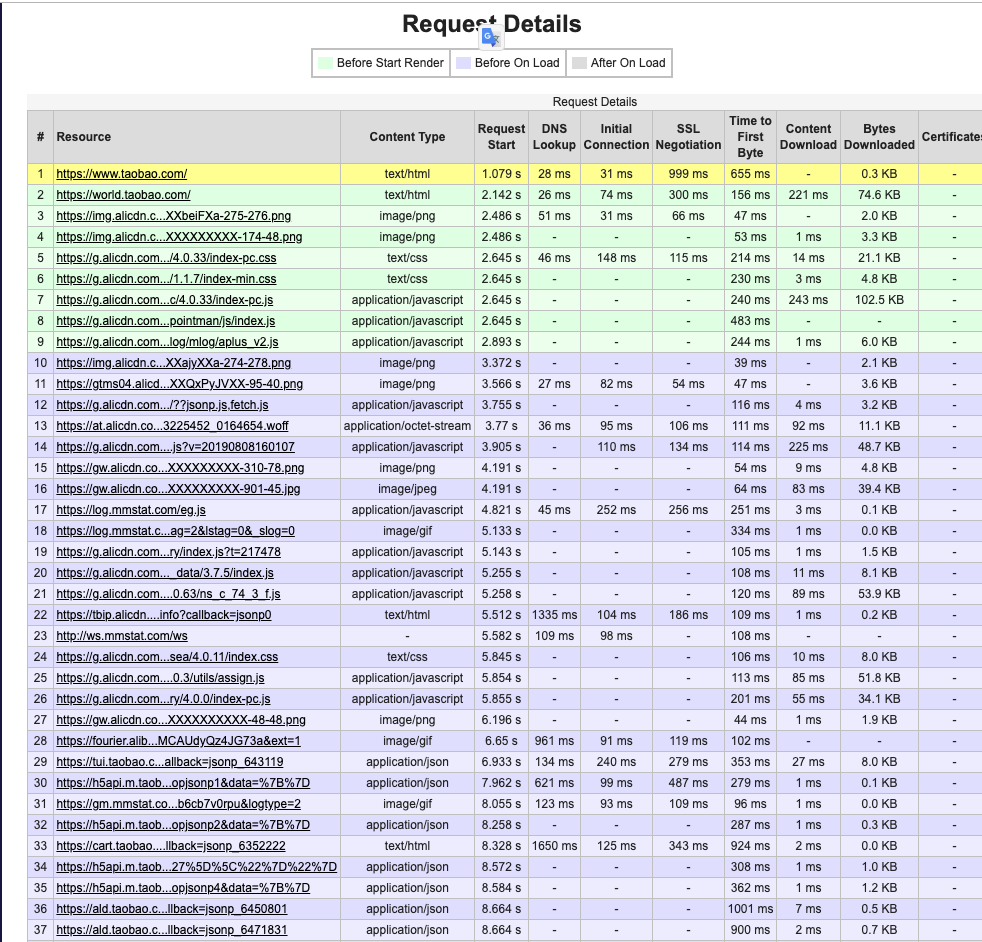 Request Details
Before Start Render Before On Load After On Load
Request Details
# Resource Content Type Request Start DNS Lookup Initial Connection SSL Negotiation Time to First Byte Content Download Bytes Downloaded Certificates
1 https://www.taobao.com/ text/html 1.079 s 28 ms 31 ms 999 ms 655 ms - 0.3 KB -
2 https://world.taobao.com/ text/html 2.142 s 26 ms 74 ms 300 ms 156 ms 221 ms 74.6 KB -
3 https://img.alicdn.c...XXbeiFXa-275-276.png image/png 2.486 s 51 ms 31 ms 66 ms 47 ms - 2.0 KB -
4 https://img.alicdn.c...XXXXXXXXX-174-48.png image/png 2.486 s - - - 53 ms 1 ms 3.3 KB -
5 https://g.alicdn.com.../4.0.33/index-pc.css text/css 2.645 s 46 ms 148 ms 115 ms 214 ms 14 ms 21.1 KB -
6 https://g.alicdn.com.../1.1.7/index-min.css text/css 2.645 s - - - 230 ms 3 ms 4.8 KB -
7 https://g.alicdn.com...c/4.0.33/index-pc.js application/javascript 2.645 s - - - 240 ms 243 ms 102.5 KB -
8 https://g.alicdn.com...pointman/js/index.js application/javascript 2.645 s - - - 483 ms - - -
9 https://g.alicdn.com...log/mlog/aplus_v2.js application/javascript 2.893 s - - - 244 ms 1 ms 6.0 KB -
10 https://img.alicdn.c...XXajyXXa-274-278.png image/png 3.372 s - - - 39 ms - 2.1 KB -
11 https://gtms04.alicd...XXQxPyJVXX-95-40.png image/png 3.566 s 27 ms 82 ms 54 ms 47 ms - 3.6 KB -
12 https://g.alicdn.com.../??jsonp.js,fetch.js application/javascript 3.755 s - - - 116 ms 4 ms 3.2 KB -
13 https://at.alicdn.co...3225452_0164654.woff application/octet-stream 3.77 s 36 ms 95 ms 106 ms 111 ms 92 ms 11.1 KB -
14 https://g.alicdn.com....js?v=20190808160107 application/javascript 3.905 s - 110 ms 134 ms 114 ms 225 ms 48.7 KB -
15 https://gw.alicdn.co...XXXXXXXXX-310-78.png image/png 4.191 s - - - 54 ms 9 ms 4.8 KB -
16 https://gw.alicdn.co...XXXXXXXXX-901-45.jpg image/jpeg 4.191 s - - - 64 ms 83 ms 39.4 KB -
17 https://log.mmstat.com/eg.js application/javascript 4.821 s 45 ms 252 ms 256 ms 251 ms 3 ms 0.1 KB -
18 https://log.mmstat.c...ag=2&lstag=0&_slog=0 image/gif 5.133 s - - - 334 ms 1 ms 0.0 KB -
19 https://g.alicdn.com...ry/index.js?t=217478 application/javascript 5.143 s - - - 105 ms 1 ms 1.5 KB -
20 https://g.alicdn.com..._data/3.7.5/index.js application/javascript 5.255 s - - - 108 ms 11 ms 8.1 KB -
21 https://g.alicdn.com....0.63/ns_c_74_3_f.js application/javascript 5.258 s - - - 120 ms 89 ms 53.9 KB -
22 https://tbip.alicdn....info?callback=jsonp0 text/html 5.512 s 1335 ms 104 ms 186 ms 109 ms 1 ms 0.2 KB -
23 http://ws.mmstat.com/ws - 5.582 s 109 ms 98 ms - 108 ms - - -
24 https://g.alicdn.com...sea/4.0.11/index.css text/css 5.845 s - - - 106 ms 10 ms 8.0 KB -
25 https://g.alicdn.com....0.3/utils/assign.js application/javascript 5.854 s - - - 113 ms 85 ms 51.8 KB -
26 https://g.alicdn.com...ry/4.0.0/index-pc.js application/javascript 5.855 s - - - 201 ms 55 ms 34.1 KB -
27 https://gw.alicdn.co...XXXXXXXXXX-48-48.png image/png 6.196 s - - - 44 ms 1 ms 1.9 KB -
28 https://fourier.alib...MCAUdyQz4JG73a&ext=1 image/gif 6.65 s 961 ms 91 ms 119 ms 102 ms - - -
29 https://tui.taobao.c...allback=jsonp_643119 application/json 6.933 s 134 ms 240 ms 279 ms 353 ms 27 ms 8.0 KB -
30 https://h5api.m.taob...opjsonp1&data=%7B%7D application/json 7.962 s 621 ms 99 ms 487 ms 279 ms 1 ms 0.1 KB -
31 https://gm.mmstat.co...b6cb7v0rpu&logtype=2 image/gif 8.055 s 123 ms 93 ms 109 ms 96 ms 1 ms 0.0 KB -
32 https://h5api.m.taob...opjsonp2&data=%7B%7D application/json 8.258 s - - - 287 ms 1 ms 0.3 KB -
33 https://cart.taobao....llback=jsonp_6352222 text/html 8.328 s 1650 ms 125 ms 343 ms 924 ms 2 ms 0.0 KB -
34 https://h5api.m.taob...27%5D%5C%22%7D%22%7D application/json 8.572 s - - - 308 ms 1 ms 1.0 KB -
35 https://h5api.m.taob...opjsonp4&data=%7B%7D application/json 8.584 s - - - 362 ms 1 ms 1.2 KB -
36 https://ald.taobao.c...llback=jsonp_6450801 application/json 8.664 s - - - 1001 ms 7 ms 0.5 KB -
37 https://ald.taobao.c...llback=jsonp_6471831 application/json 8.664 s - - - 900 ms 2 ms 0.7 KB -